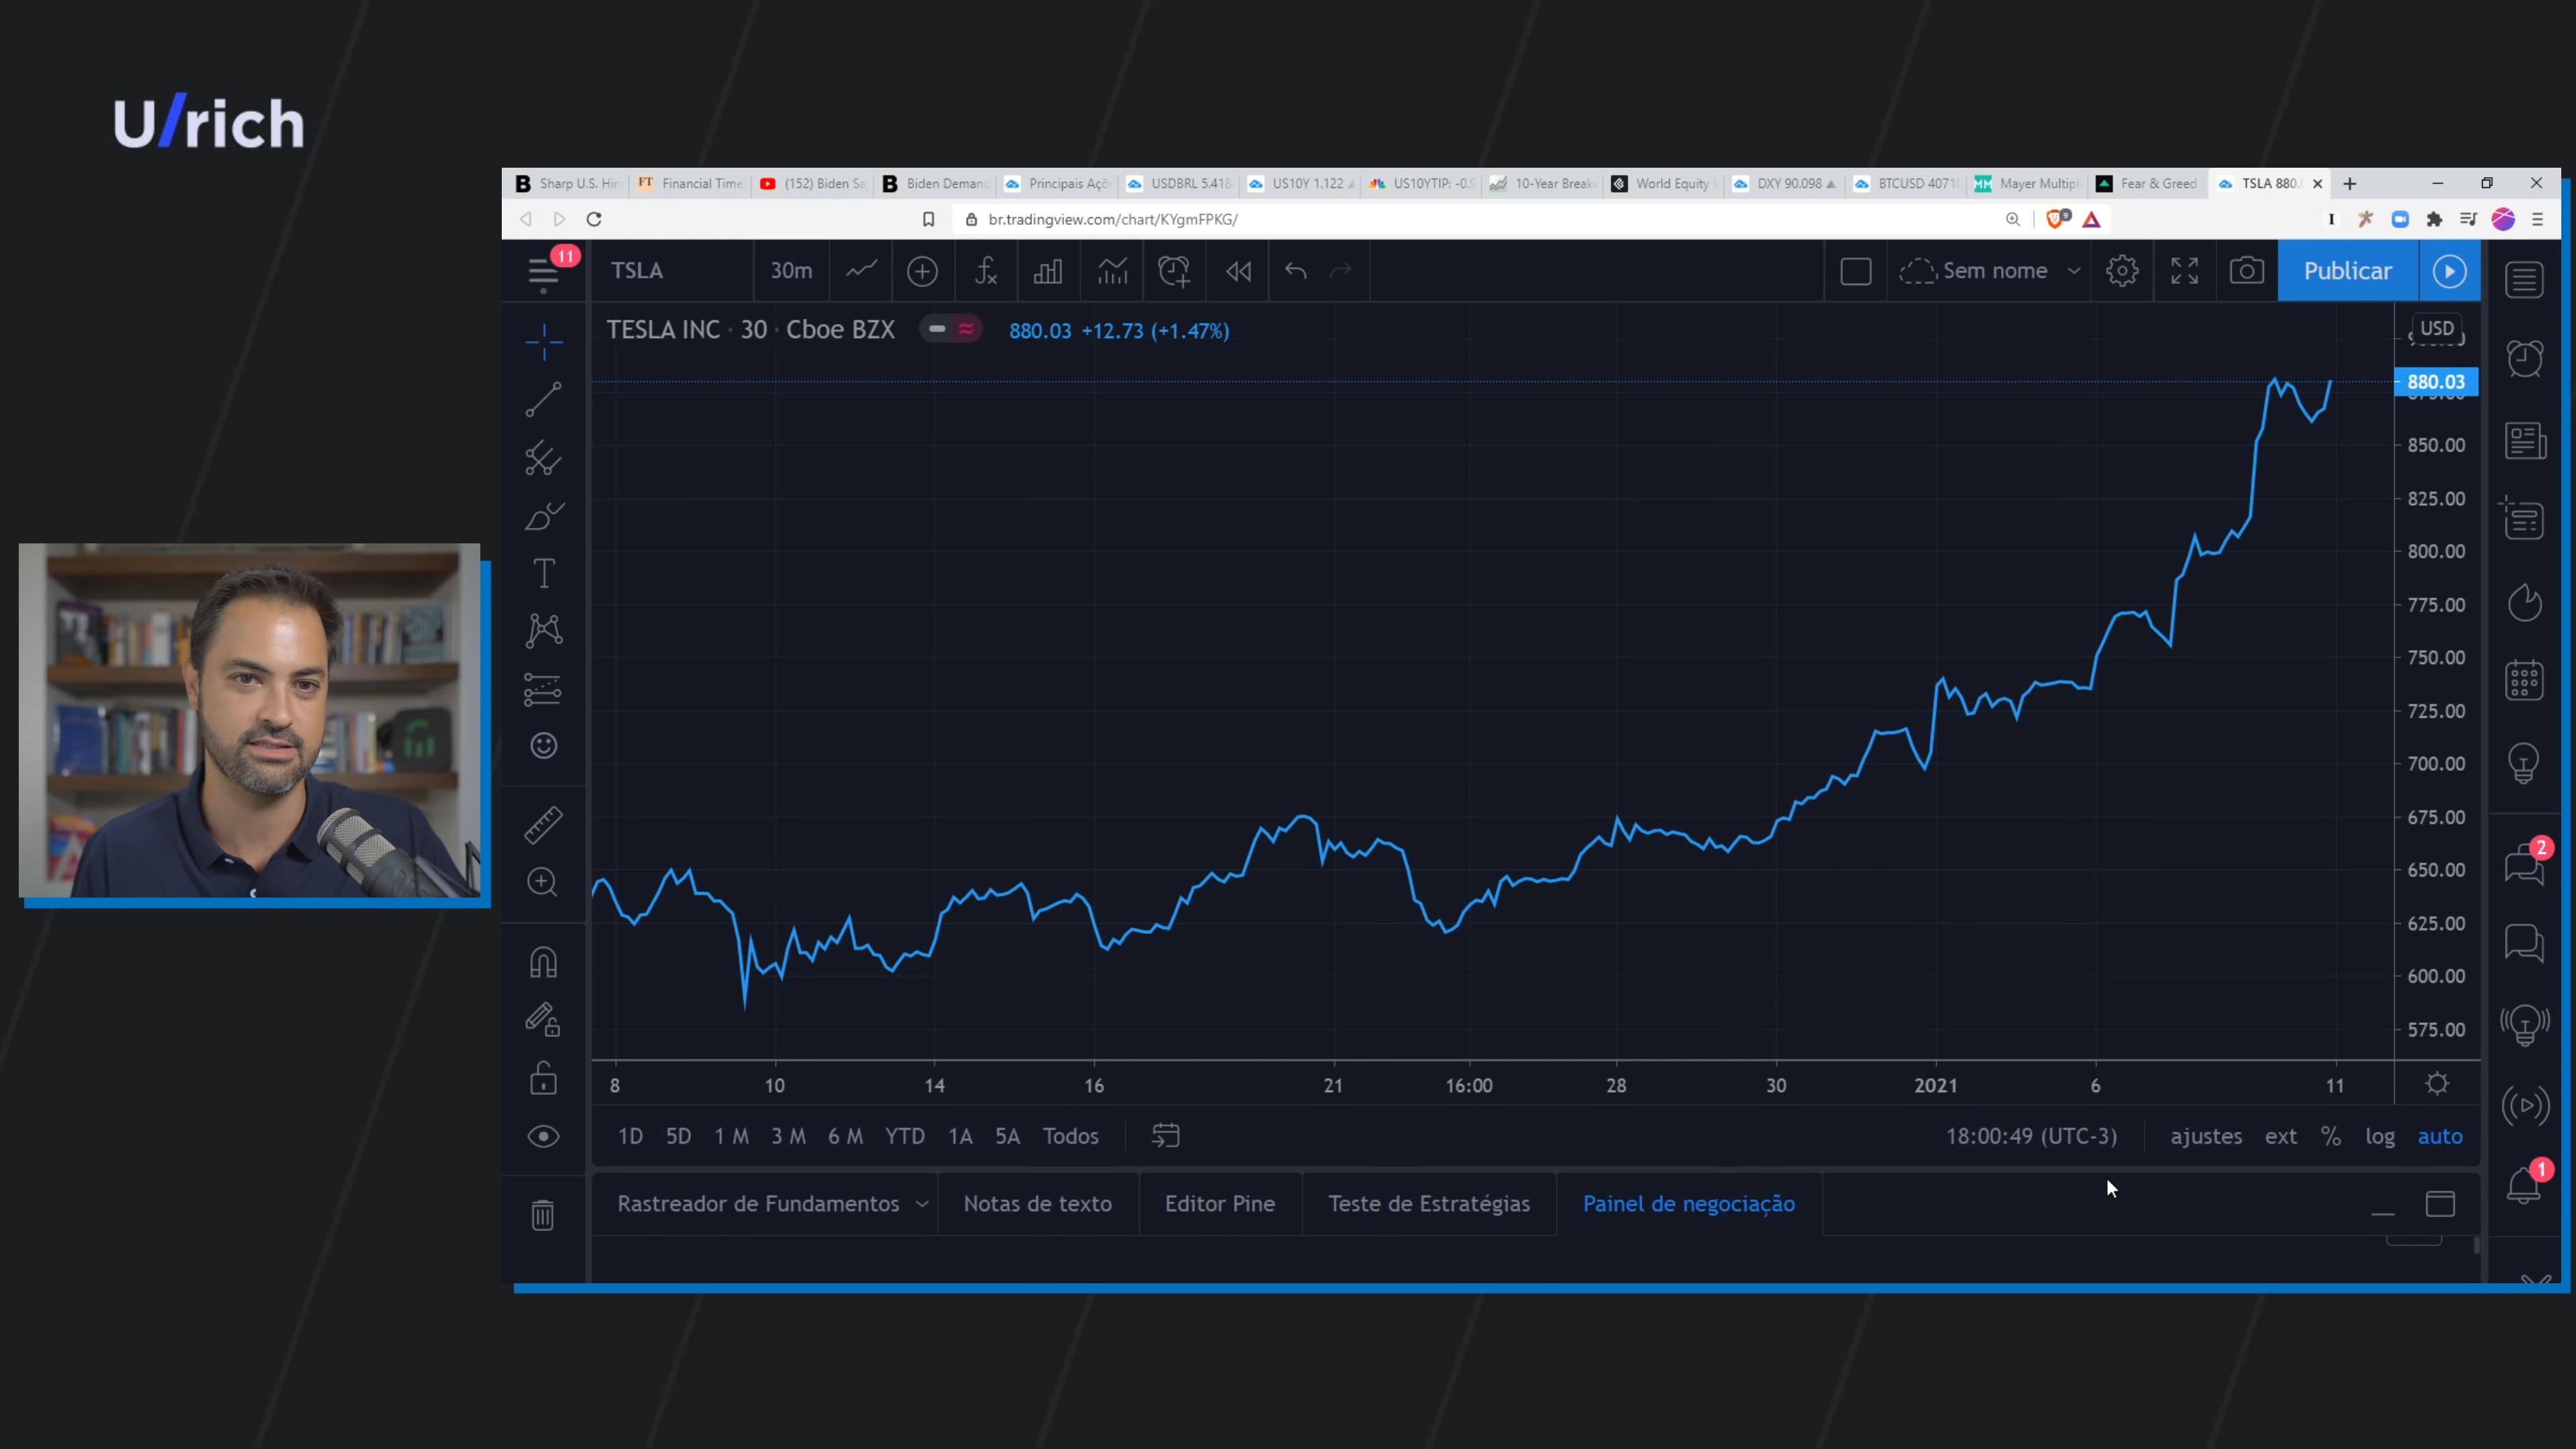 U/rich
Sharp U.S. Hiri
Financial Time
(152) Biden Sa
Biden Demand
Principais Açõ
USDBRL 5.418
US10Y 1.122
US10YTIP: -0.9
10-Year Break
World Equity
DXY 90.098
BTCUSD 4071
Mayer Multipl
Fear & Greed
TSLA 880.
br.tradingview.com/chart/KYgmFPKG/
11
TSLA
30m
Sem nome
Publicar
TESLA INC · 30 · Cboe BZX
880.03 +12.73 (+1.47%)
USD
880.03
850.00
825.00
800.00
775.00
750.00
725.00
700.00
675.00
650.00
625.00
600.00
575.00
8 10 14 16 21 16:00 28 30 2021 6 11
1D 5D 1 M 3 M 6 M YTD 1A 5A Todos
18:00:49 (UTC-3) ajustes ext % log auto
Rastreador de Fundamentos Notas de texto Editor Pine Teste de Estratégias Painel de negociação
2
1